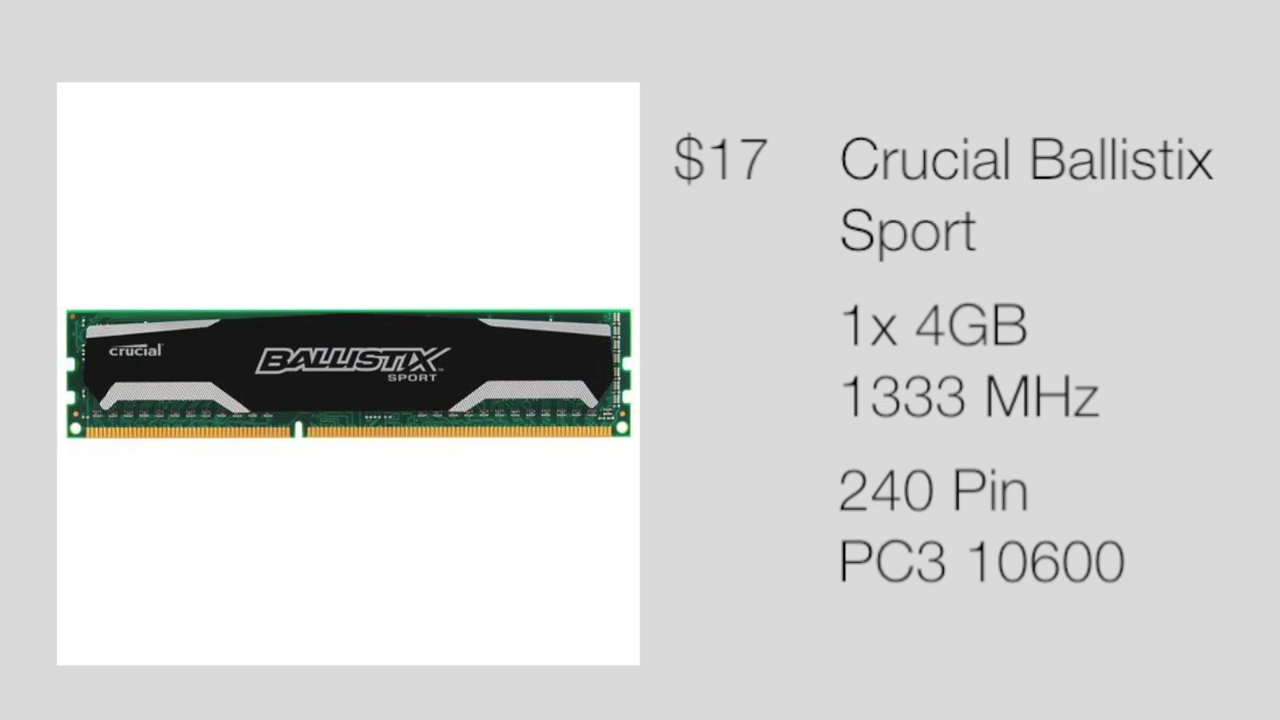 $17 Crucial Ballistix
Sport
1x 4GB
1333 MHz
240 Pin
PC3 10600
crucial
BALLISTIX
SPORT